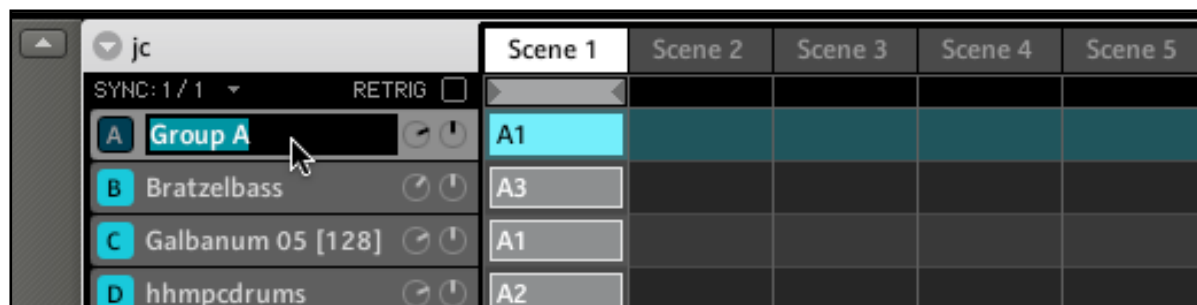 jc Scene 1 Scene 2 Scene 3 Scene 4 Scene 5
SYNC: 1 / 1 RETRIG
A Group A A1
B Bratzelbass A3
C Galbanum 05 [128] A1
D hhmpcdrums A2